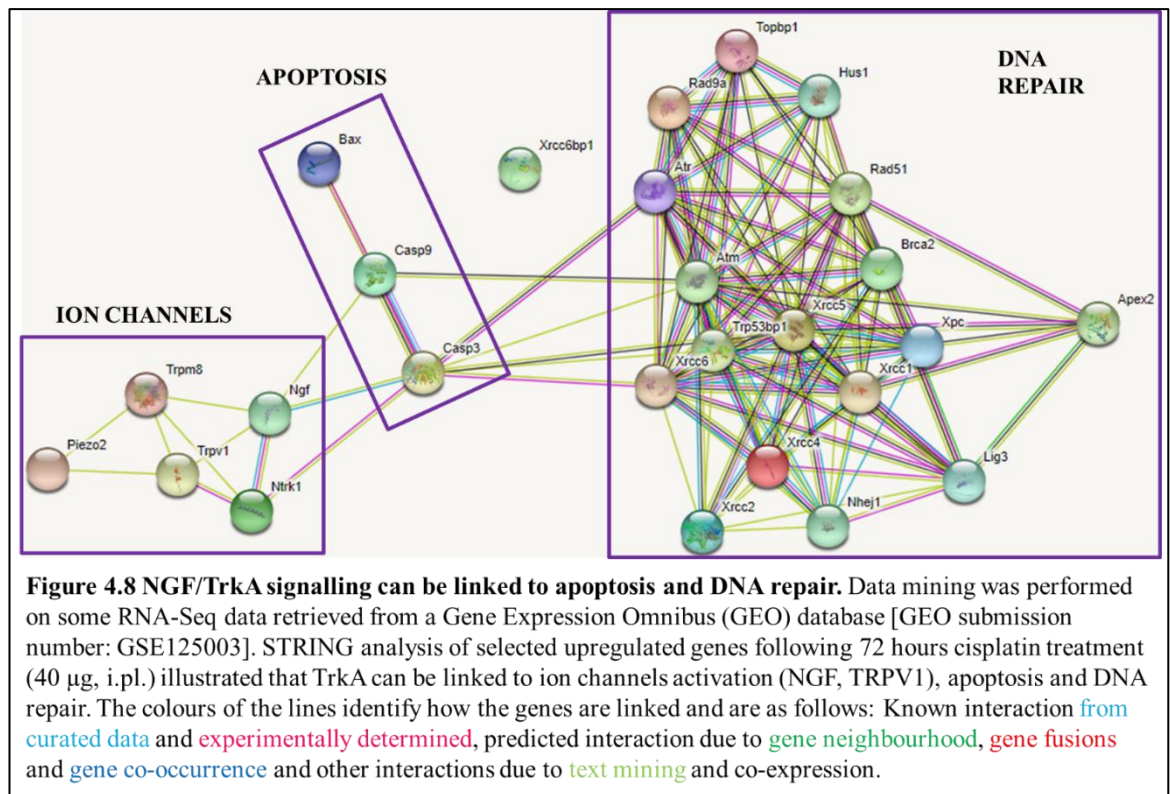 Topbp1
DNA
REPAIR
APOPTOSIS
Rad9a
Hus1
Bax
Xrcc6bp1
Atr
Rad51
Casp9
Atm
Brca2
ION CHANNELS
Xrcc5
Apex2
Casp3
Trp53bp1
Xpc
Trpm8
Ngf
Xrcc6
Xrcc1
Piezo2
Trpv1
Xrcc4
Ntrk1
Lig3
Xrcc2
Nhej1
Figure 4.8 NGF/TrkA signalling can be linked to apoptosis and DNA repair. Data mining was performed
on some RNA-Seq data retrieved from a Gene Expression Omnibus (GEO) database [GEO submission
number: GSE125003]. STRING analysis of selected upregulated genes following 72 hours cisplatin treatment
(40 μg, i.pl.) illustrated that TrkA can be linked to ion channels activation (NGF, TRPV1), apoptosis and DNA
repair. The colours of the lines identify how the genes are linked and are as follows: Known interaction from
curated data and experimentally determined, predicted interaction due to gene neighbourhood, gene fusions
and gene co-occurrence and other interactions due to text mining and co-expression.